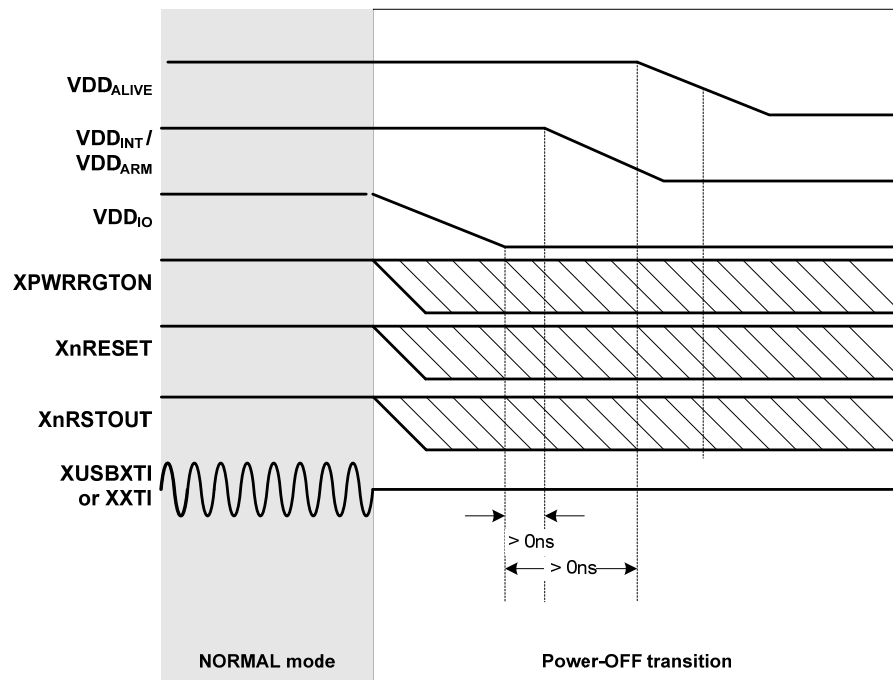 VDDALIVE
VDDINT /
VDDARM
VDDIO
XPWRRGTON
XnRESET
XnRSTOUT
XUSBXTI
or XXTI
> 0ns
> 0ns
NORMAL mode
Power-OFF transition